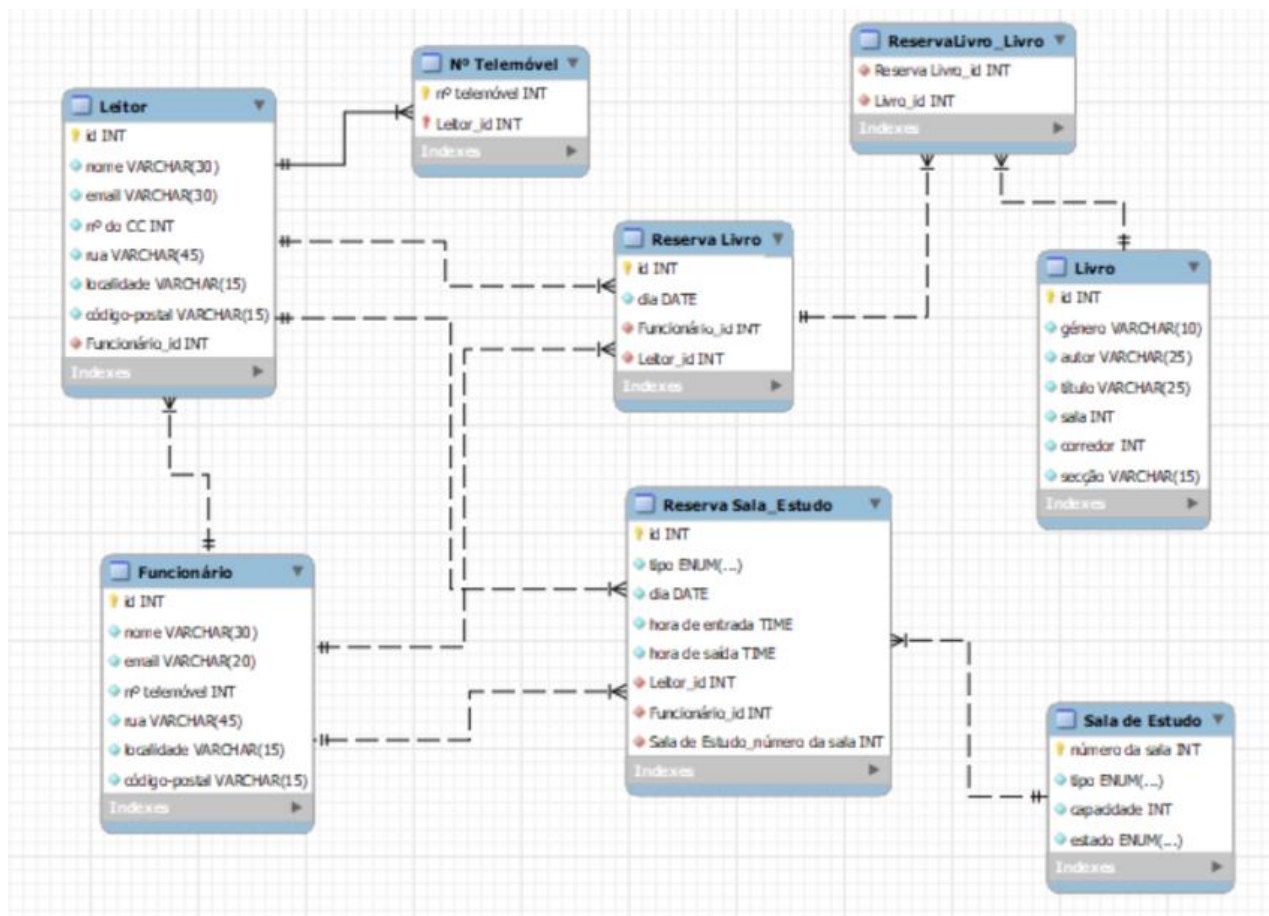 Leitor
id INT
nome VARCHAR(30)
email VARCHAR(30)
nº do CC INT
rua VARCHAR(45)
localidade VARCHAR(15)
código-postal VARCHAR(15)
Funcionário_id INT
Indexes
Nº Telemóvel
nº telemóvel INT
Leitor_id INT
Indexes
ReservaLivro_Livro
Reserva Livro_id INT
Livro_id INT
Indexes
Reserva Livro
id INT
dia DATE
Funcionário_id INT
Leitor_id INT
Indexes
Livro
id INT
género VARCHAR(10)
autor VARCHAR(25)
título VARCHAR(25)
sala INT
corredor INT
secção VARCHAR(15)
Indexes
Funcionário
id INT
nome VARCHAR(30)
email VARCHAR(20)
nº telemóvel INT
rua VARCHAR(45)
localidade VARCHAR(15)
código-postal VARCHAR(15)
Indexes
Reserva Sala_Estudo
id INT
tipo ENUM(...)
dia DATE
hora de entrada TIME
hora de saída TIME
Leitor_id INT
Funcionário_id INT
Sala de Estudo_número da sala INT
Indexes
Sala de Estudo
número da sala INT
tipo ENUM(...)
capacidade INT
estado ENUM(...)
Indexes